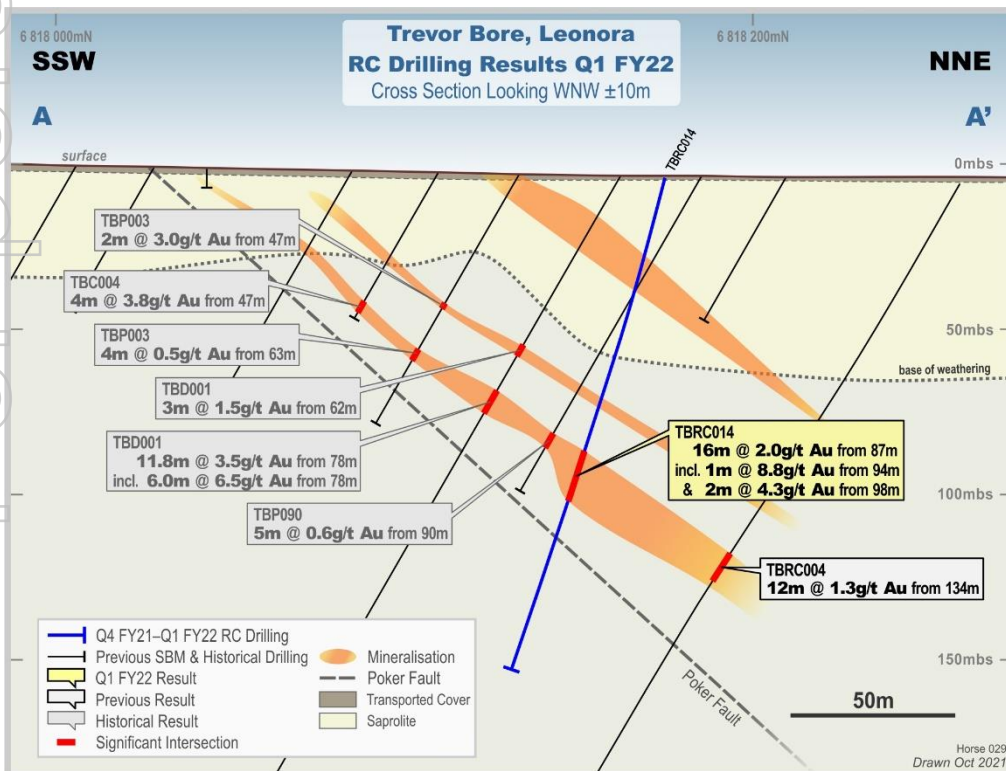 6 818 000mN
6 818 200mN
SSW
Trevor Bore, Leonora
RC Drilling Results Q1 FY22
Cross Section Looking WNW ±10m
NNE
A
A'
TBRC014
surface
0mbs
TBP003
2m @ 3.0g/t Au from 47m
TBC004
4m @ 3.8g/t Au from 47m
TBP003
4m @ 0.5g/t Au from 63m
50mbs
base of weathering
TBD001
3m @ 1.5g/t Au from 62m
TBD001
11.8m @ 3.5g/t Au from 78m
incl. 6.0m @ 6.5g/t Au from 78m
TBRC014
16m @ 2.0g/t Au from 87m
incl. 1m @ 8.8g/t Au from 94m
& 2m @ 4.3g/t Au from 98m
100mbs
TBP090
5m @ 0.6g/t Au from 90m
TBRC004
12m @ 1.3g/t Au from 134m
150mbs
Q4 FY21–Q1 FY22 RC Drilling
Previous SBM & Historical Drilling
Q1 FY22 Result
Previous Result
Historical Result
Significant Intersection
Mineralisation
Poker Fault
Transported Cover
Saprolite
Poker Fault
50m
Horse 029
Drawn Oct 2021